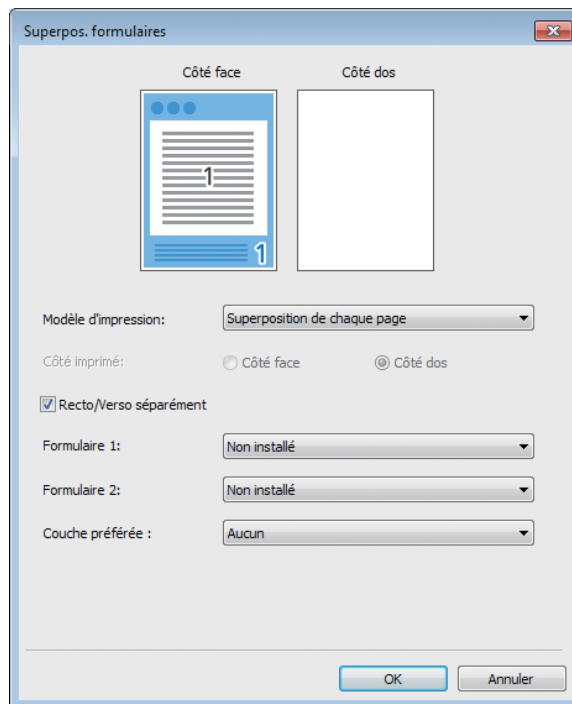 Superpos. formulaires
Côté face Côté dos
1
1
Modèle d'impression: Superposition de chaque page
Côté imprimé: Côté face Côté dos
Recto/Verso séparément
Formulaire 1: Non installé
Formulaire 2: Non installé
Couche préférée : Aucun
OK Annuler